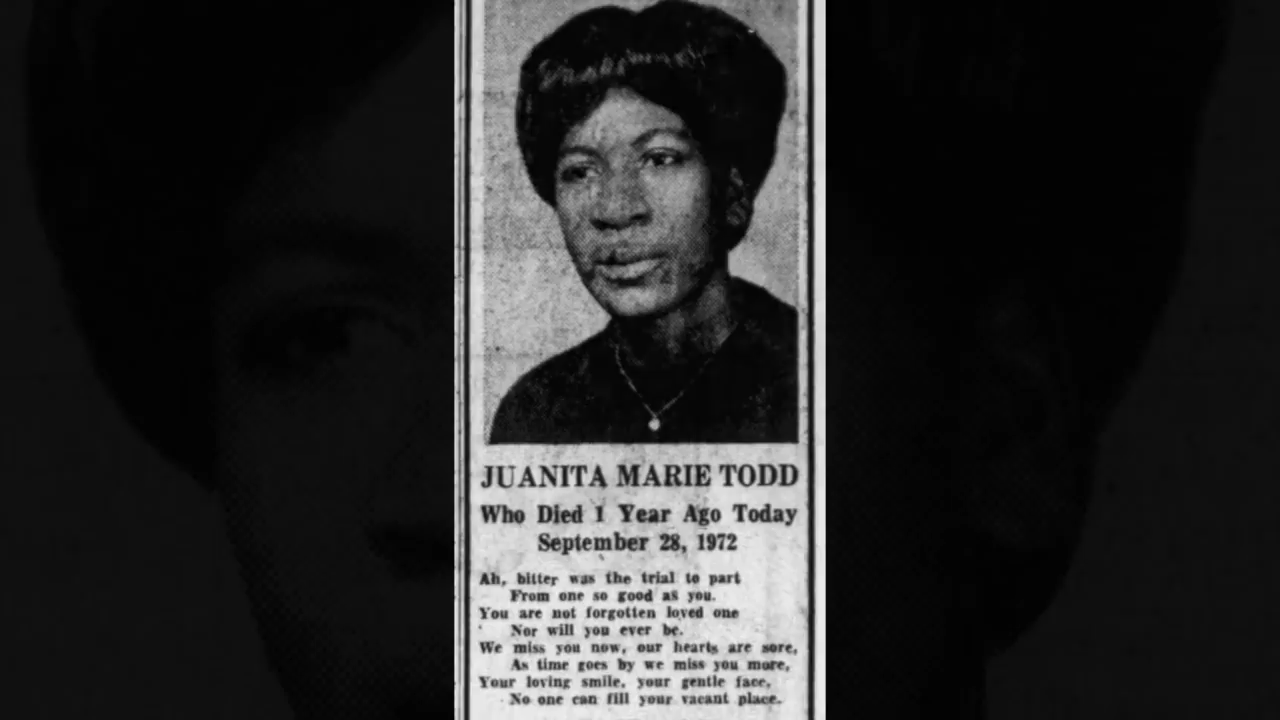 JUANITA MARIE TODD
Who Died 1 Year Ago Today
September 28, 1972
Ah, bitter was the trial to part
From one so good as you.
You are not forgotten loved one
Nor will you ever be.
We miss you now, our hearts are sore,
As time goes by we miss you more,
Your loving smile, your gentle face,
No one can fill your vacant place.